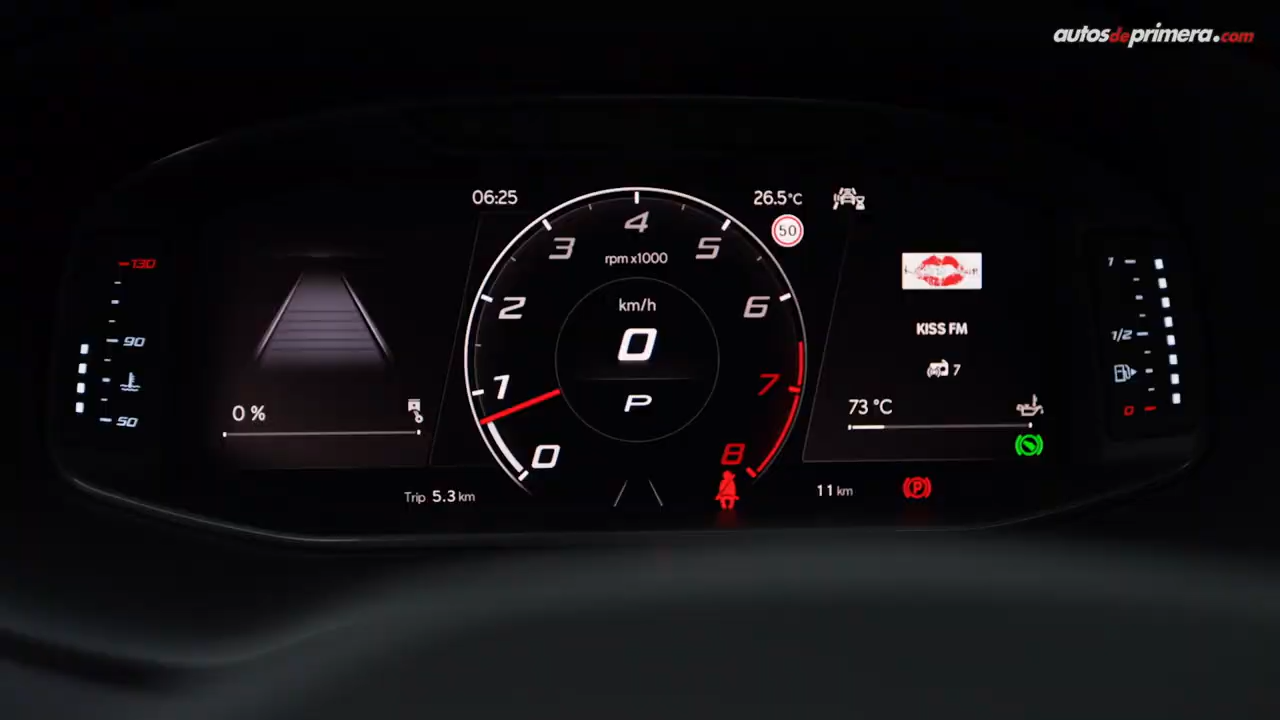 autosdeprimera.com
06:25
26.5°C
50
4
3
5
rpm x1000
2
6
km/h
0
1
7
P
0
8
130
90
50
0 %
KISS FM
7
73 °C
1
1/2
0
Trip 5.3 km
11 km
P